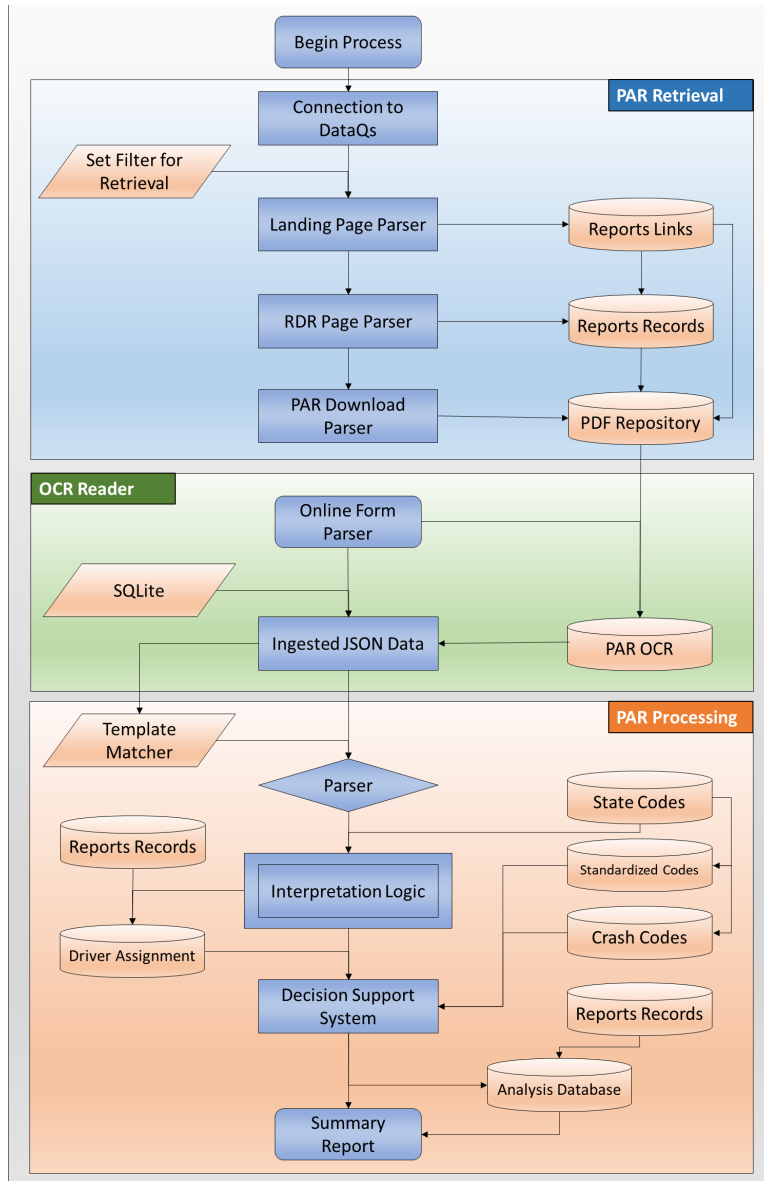 Begin Process
PAR Retrieval
Connection to
DataQs
Set Filter for
Retrieval
Landing Page Parser
Reports Links
RDR Page Parser
Reports Records
PAR Download
Parser
PDF Repository
OCR Reader
Online Form
Parser
SQLite
Ingested JSON Data
PAR OCR
PAR Processing
Template
Matcher
Parser
State Codes
Reports Records
Interpretation Logic
Standardized Codes
Driver Assignment
Crash Codes
Decision Support
System
Reports Records
Analysis Database
Summary
Report